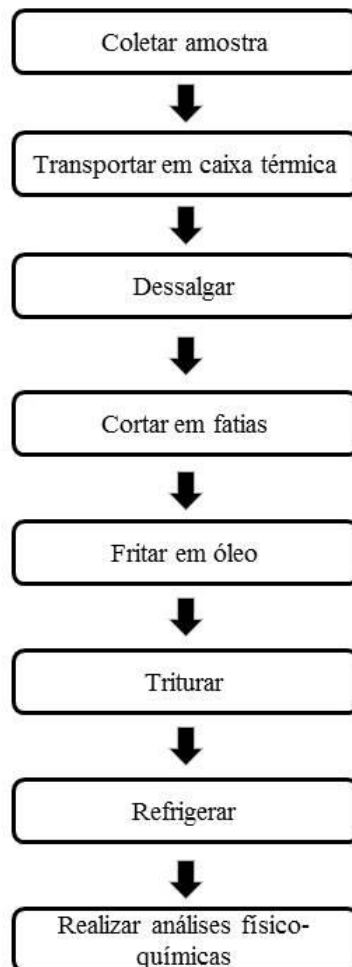 Coletar amostra
Transportar em caixa térmica
Dessalgar
Cortar em fatias
Fritar em óleo
Triturar
Refrigerar
Realizar análises físico-
químicas